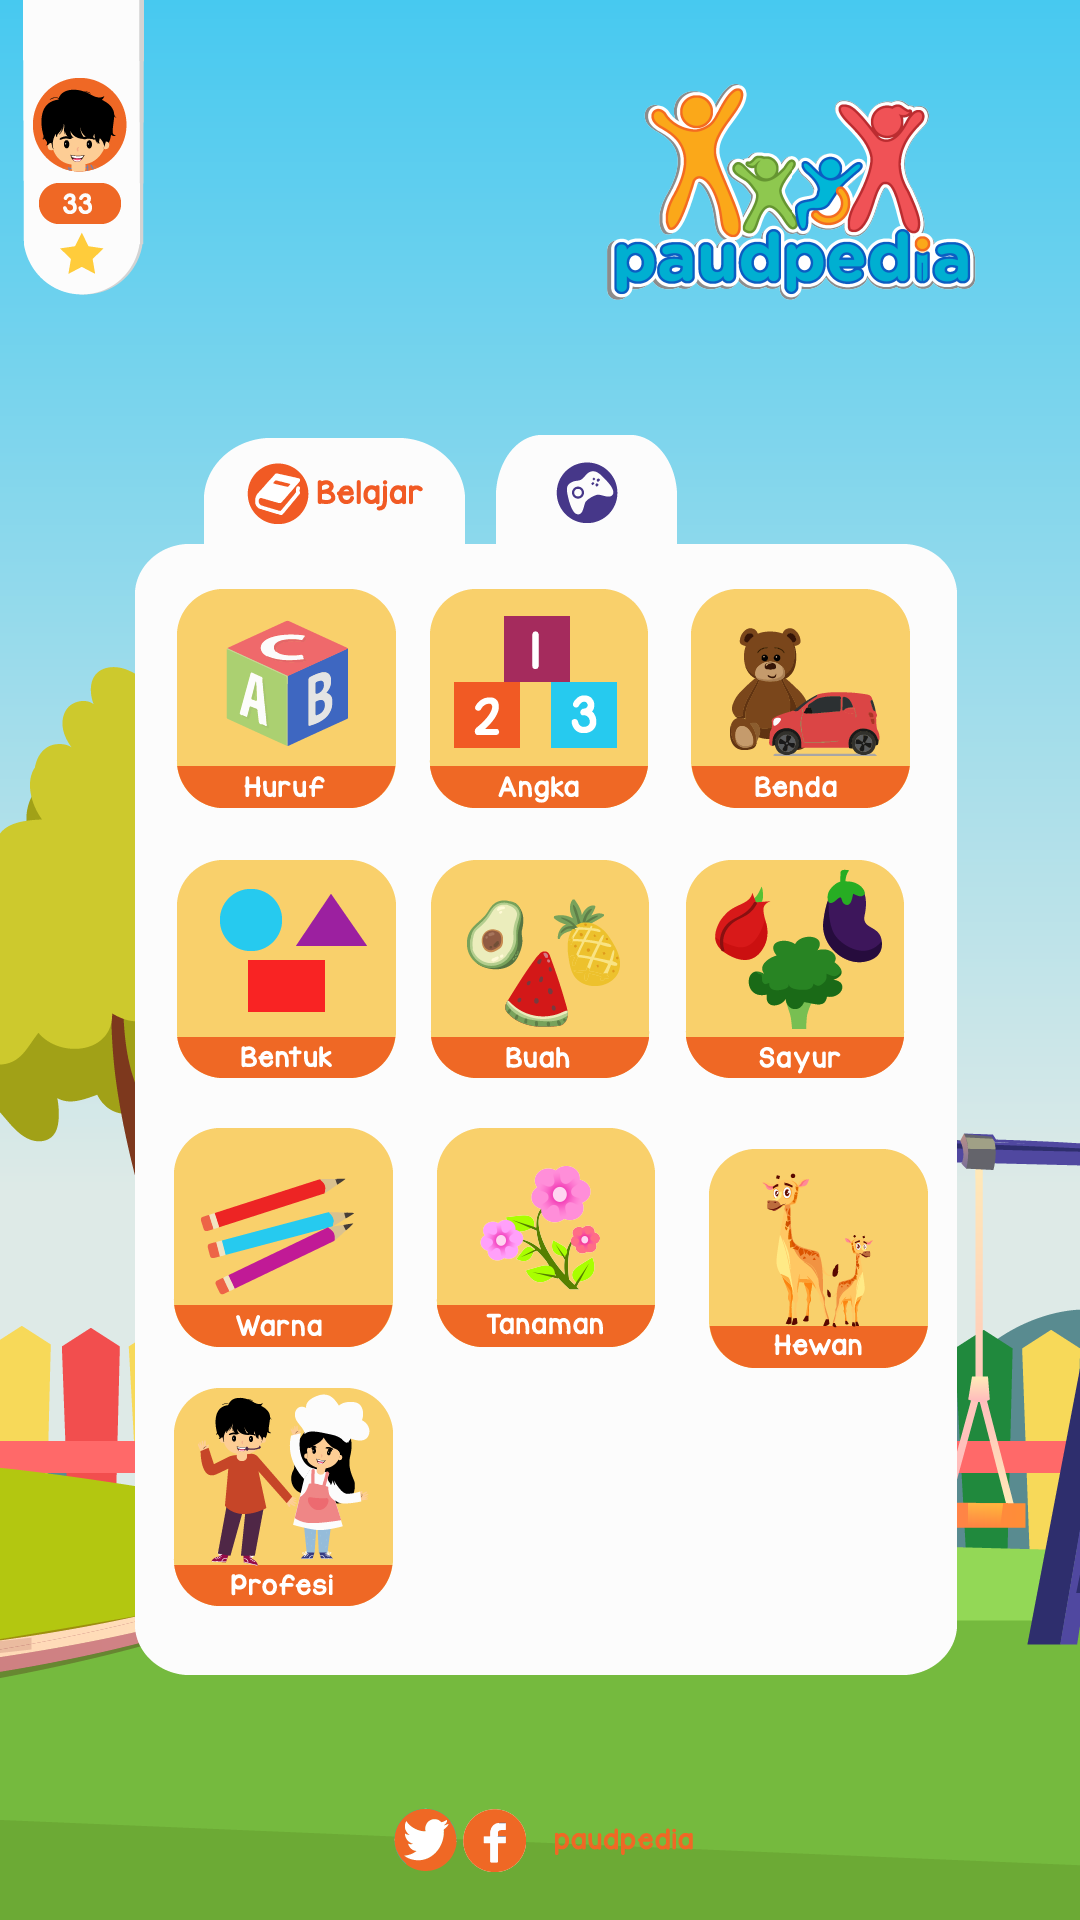 33
paudpedia
Belajar
C
A B
Huruf
1
2 3
Angka
Benda
Bentuk
Buah
Sayur
Warna
Tanaman
Hewan
Profesi
paudpedia